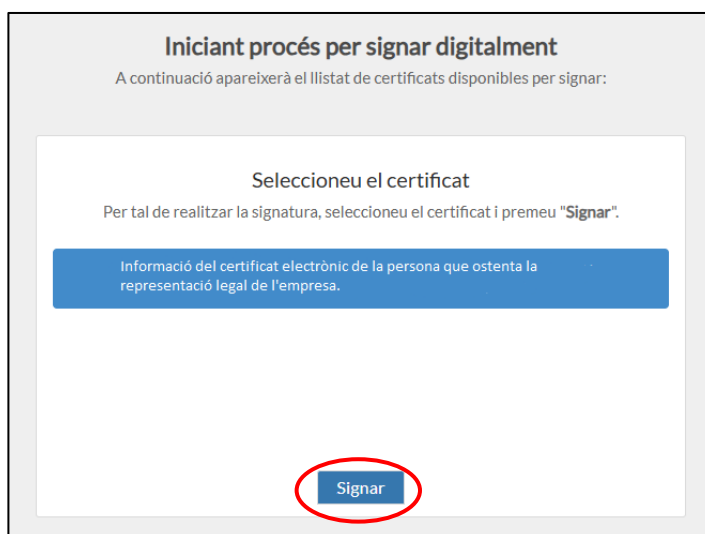 Iniciant procés per signar digitalment
A continuació apareixerà el llistat de certificats disponibles per signar:
Seleccioneu el certificat
Per tal de realitzar la signatura, seleccioneu el certificat i premeu "Signar".
Informació del certificat electrònic de la persona que ostenta la
representació legal de l'empresa.
Signar